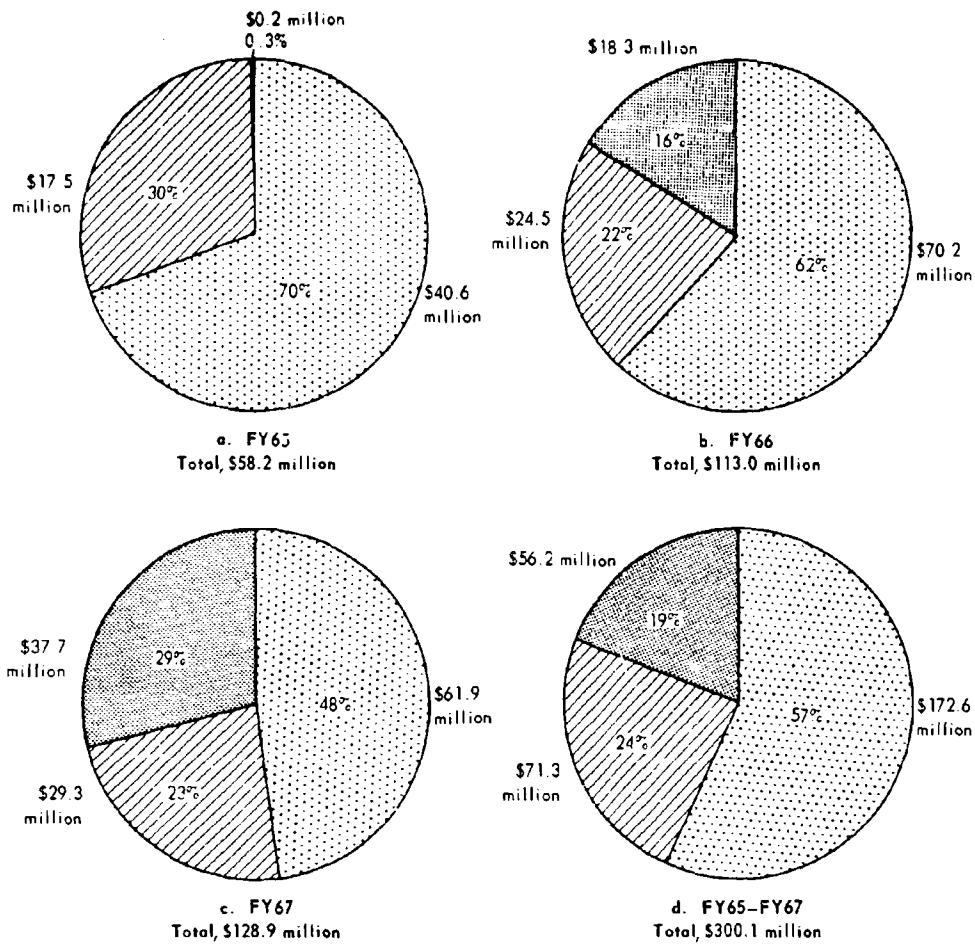 $0.2 million
0.3%
$18 3 million
16%
$17 5
million
30%
$24.5
million
22%
$70 2
million
62%
70%
$40.6
million
a. FY65
Total, $58.2 million
b. FY66
Total, $113.0 million
$56.2 million
19%
$37 7
million
29%
48%
$61.9
million
57%
$172.6
million
24%
$71.3
million
$29.3
million
23%
c. FY67
Total, $128.9 million
d. FY65–FY67
Total, $300.1 million